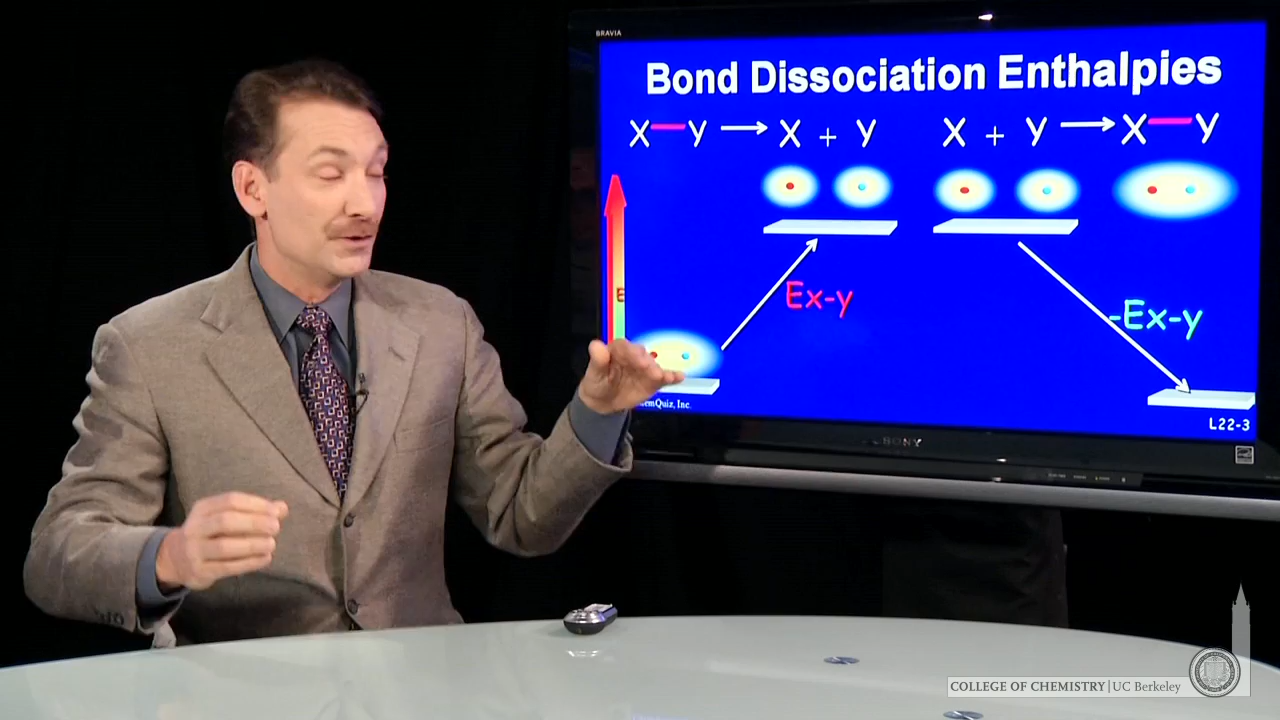 BRAVIA
Bond Dissociation Enthalpies
X—Y → X + Y
X + Y → X—Y
E
Ex-y
-Ex-y
emQuiz, Inc.
L22-3
SONY
COLLEGE OF CHEMISTRY | UC Berkeley